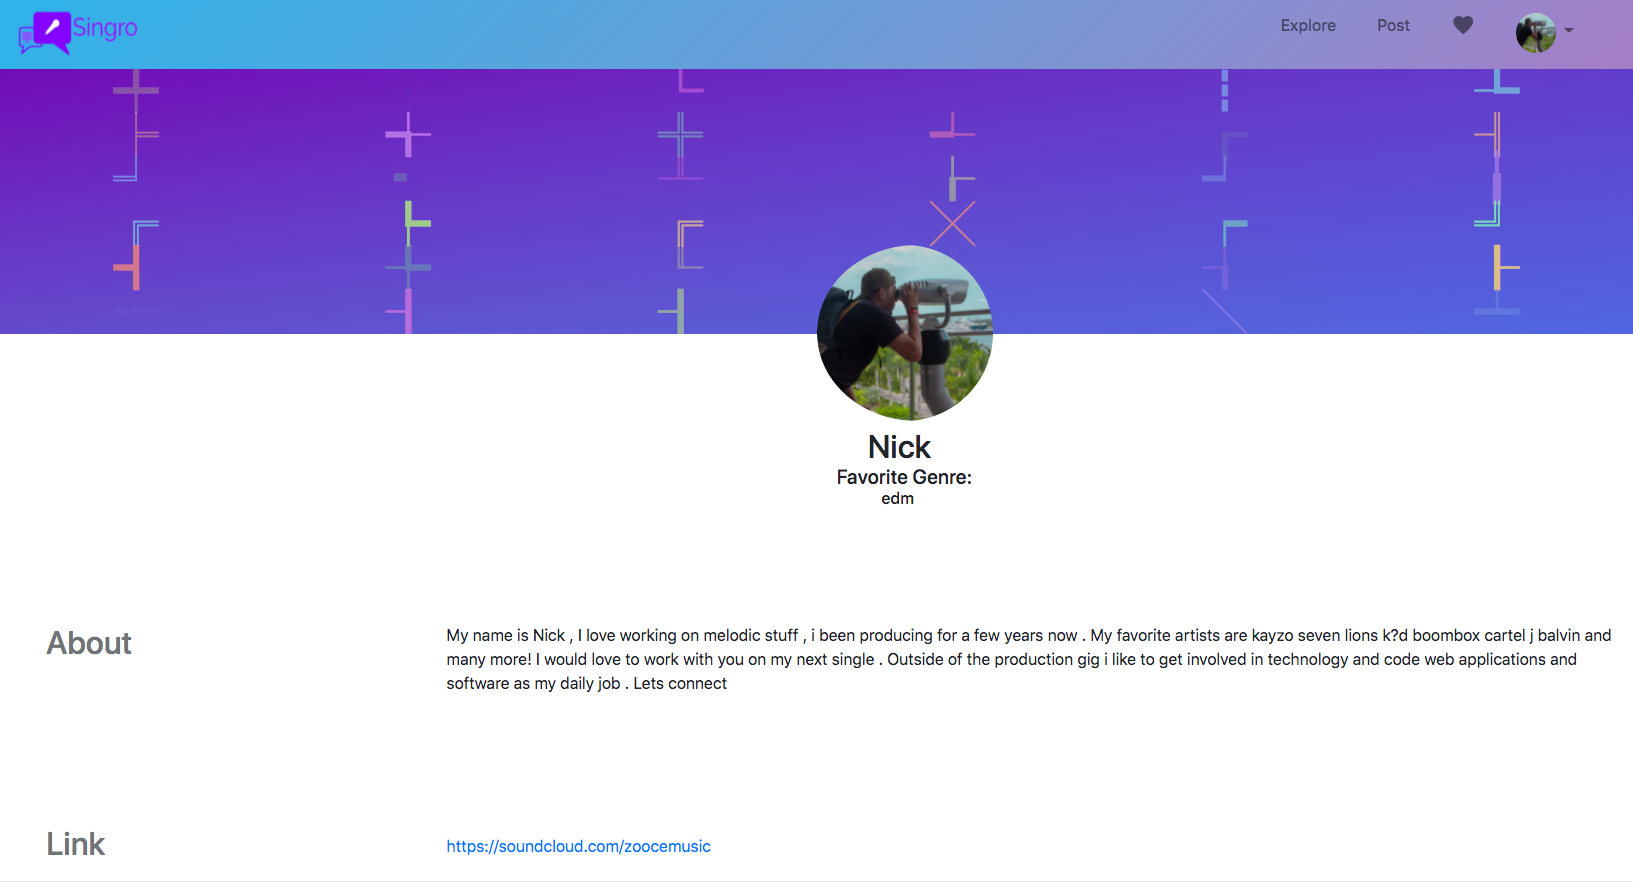 Singro
Explore
Post
Nick
Favorite Genre:
edm
About
My name is Nick , I love working on melodic stuff , i been producing for a few years now . My favorite artists are kayzo seven lions k?d boombox cartel j balvin and
many more! I would love to work with you on my next single . Outside of the production gig i like to get involved in technology and code web applications and
software as my daily job . Lets connect
Link
https://soundcloud.com/zoocemusic